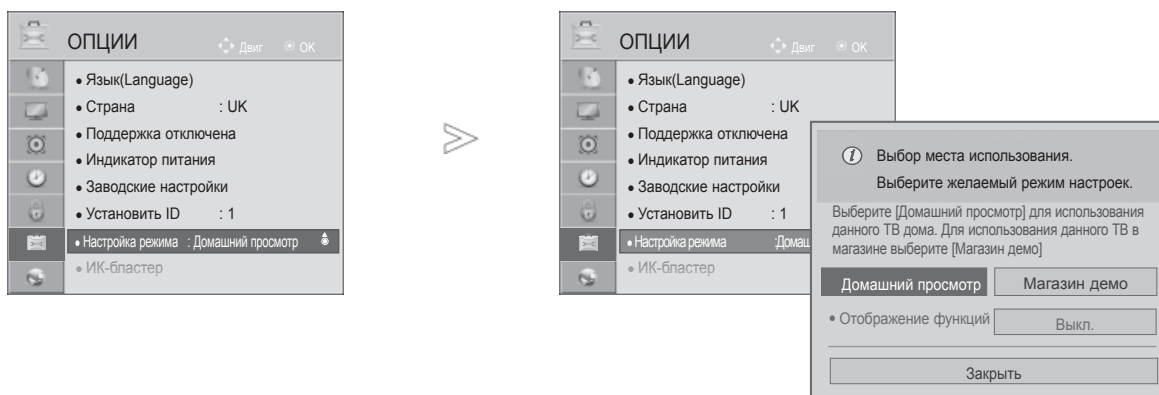 ОПЦИИ Двиг OK
• Язык(Language)
• Страна : UK
• Поддержка отключена
• Индикатор питания
• Заводские настройки
• Установить ID : 1
• Настройка режима : Домашний просмотр
• ИК-бластер
ОПЦИИ Двиг OK
• Язык(Language)
• Страна : UK
• Поддержка отключена
• Индикатор питания
• Заводские настройки
• Установить ID : 1
• Настройка режима :Домаш
• ИК-бластер
Выбор места использования.
Выберите желаемый режим настроек.
Выберите [Домашний просмотр] для использования
данного ТВ дома. Для использования данного ТВ в
магазине выберите [Магазин демо]
Домашний просмотр Магазин демо
• Отображение функций Выкл.
Закрыть